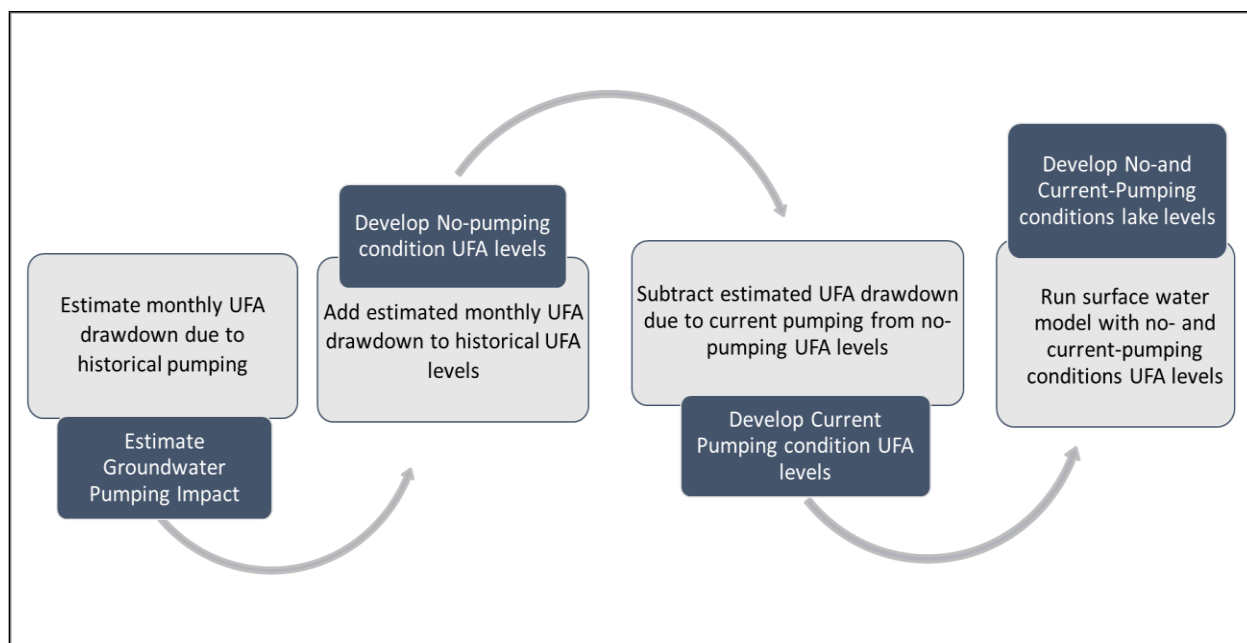 Estimate monthly UFA
drawdown due to
historical pumping
Estimate
Groundwater
Pumping Impact
Develop No-pumping
condition UFA levels
Add estimated monthly UFA
drawdown to historical UFA
levels
Subtract estimated UFA drawdown
due to current pumping from no-
pumping UFA levels
Develop Current
Pumping condition UFA
levels
Develop No-and
Current-Pumping
conditions lake levels
Run surface water
model with no- and
current-pumping
conditions UFA levels